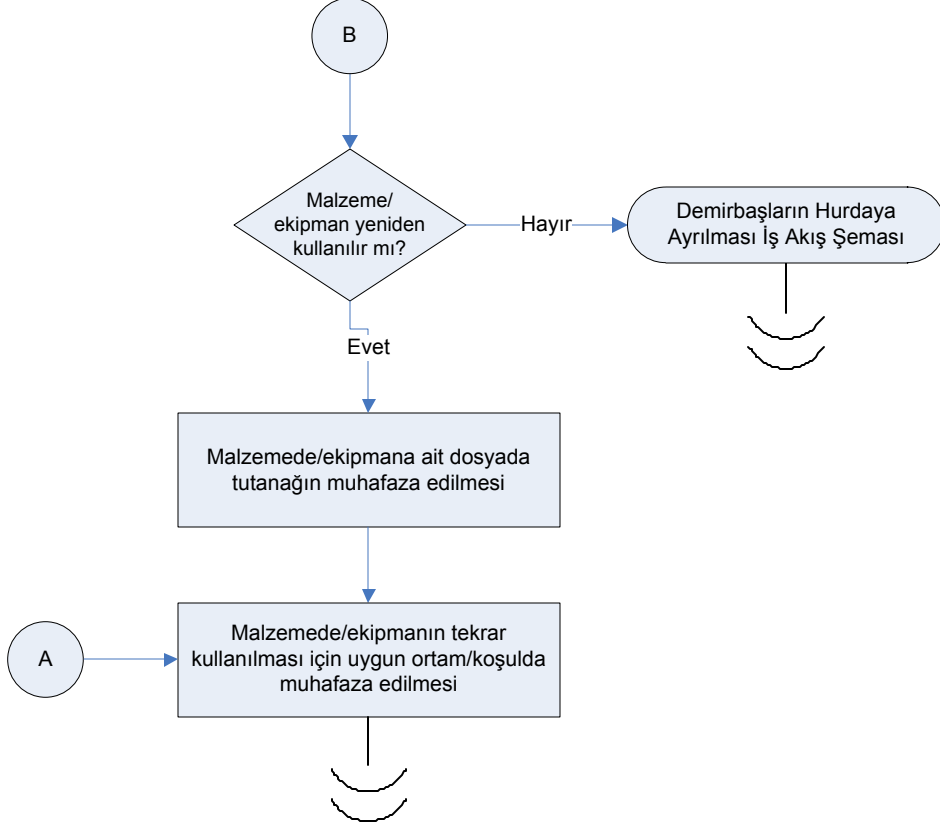 B
Malzeme/
ekipman yeniden
kullanılır mı?
Hayır
Demirbaşların Hurdaya
Ayrılması İş Akış Şeması
Evet
Malzemede/ekipmana ait dosyada
tutanağın muhafaza edilmesi
A
Malzemede/ekipmanın tekrar
kullanılması için uygun ortam/koşulda
muhafaza edilmesi